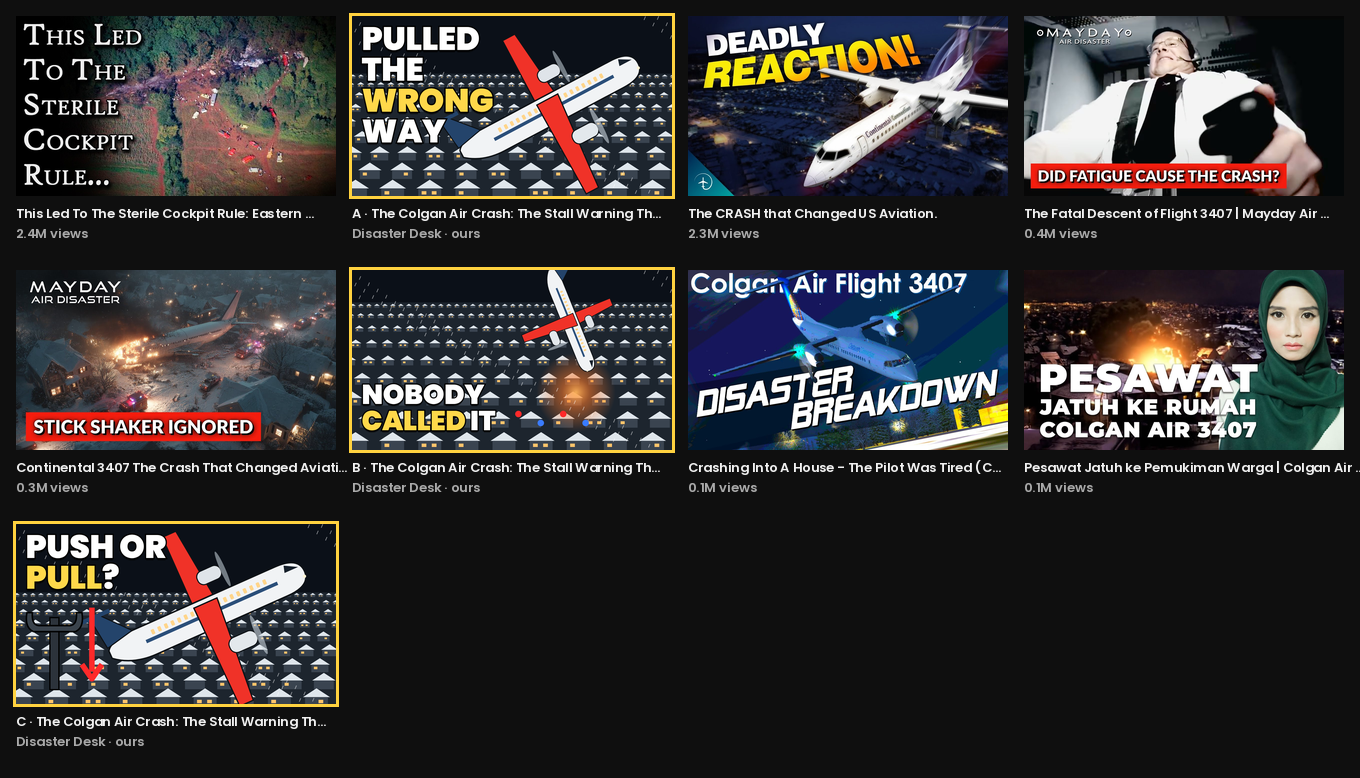 THIS LED
TO THE
STERILE
COCKPIT
RULE...
This Led To The Sterile Cockpit Rule: Eastern ...
2.4M views
PULLED
THE
WRONG
WAY
A · The Colgan Air Crash: The Stall Warning Th...
Disaster Desk · ours
DEADLY
REACTION!
Continental
The CRASH that Changed US Aviation.
2.3M views
MAYDAY
AIR DISASTER
DID FATIGUE CAUSE THE CRASH?
The Fatal Descent of Flight 3407 | Mayday Air ...
0.4M views
MAYDAY
AIR DISASTER
STICK SHAKER IGNORED
Continental 3407 The Crash That Changed Aviati...
0.3M views
NOBODY
CALLED IT
B · The Colgan Air Crash: The Stall Warning Th...
Disaster Desk · ours
Colgan Air Flight 3407
DISASTER
BREAKDOWN
Crashing Into A House - The Pilot Was Tired (C...
0.1M views
PESAWAT
JATUH KE RUMAH
COLGAN AIR 3407
Pesawat Jatuh ke Pemukiman Warga | Colgan Air ...
0.1M views
PUSH OR
PULL?
C · The Colgan Air Crash: The Stall Warning Th...
Disaster Desk · ours